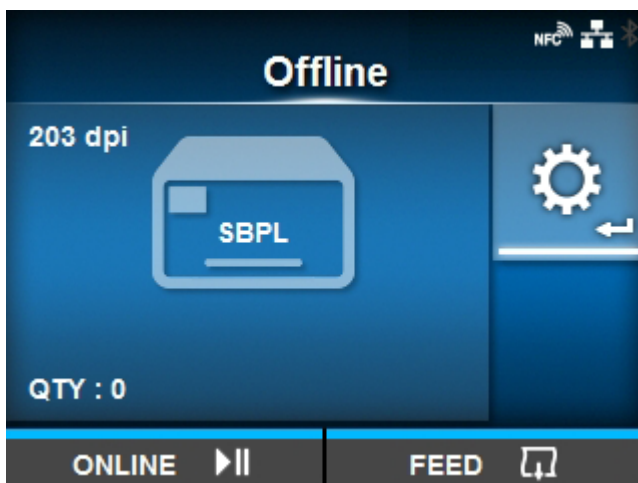 NFC
Offline
203 dpi
SBPL
QTY : 0
ONLINE
FEED